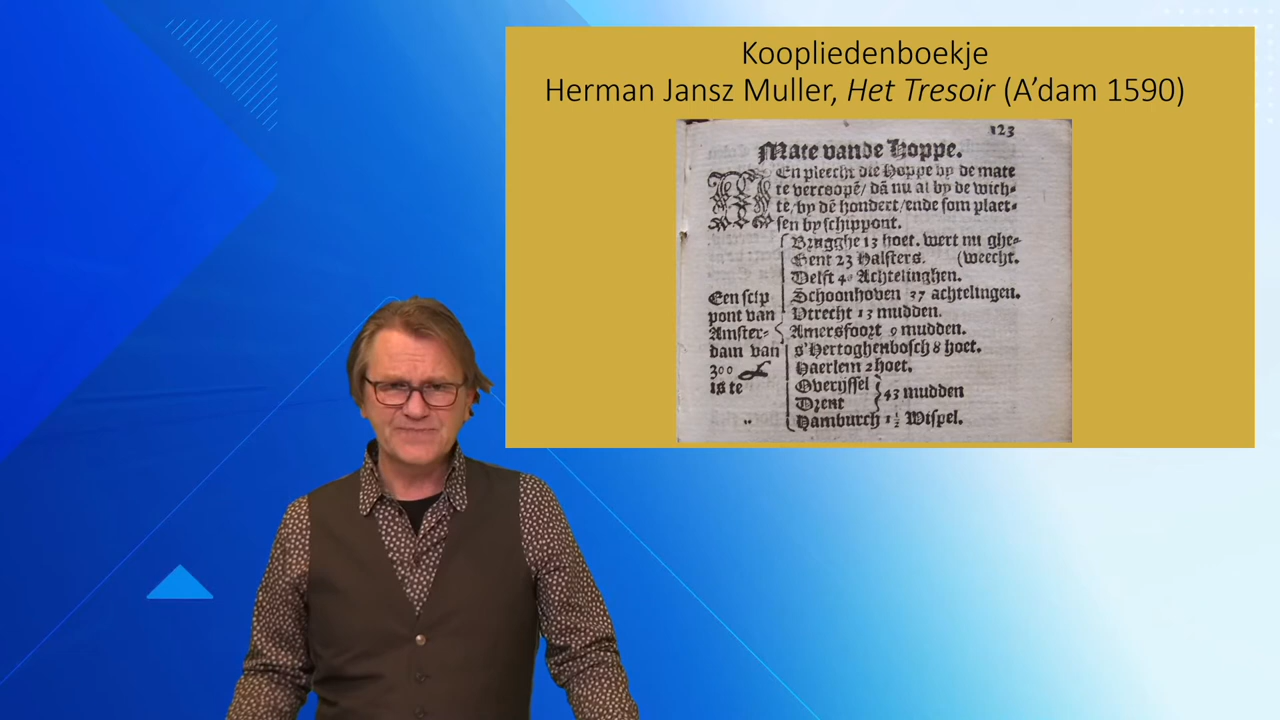 Koopliedenboekje
Herman Jansz Muller, Het Tresoir (A’dam 1590)
123
Mate vande Hoppe.
MEn pleecht die Hoppe by de mate
te vercoopē/ dā nu al by de wich-
te, by dē hondert/ende som plaet-
sen by schippont.
Brugghe 13 hoet. wert nu ghe-
Gent 23 Halsters. (weecht.
Delft 40 Achtelinghen.
Schoonhoven 37 achtelingen.
Een scip
pont van
Amster-
dam van
300
is te
Utrecht 13 mudden.
Amersfoort 9 mudden.
s'Hertoghenbosch 8 hoet.
Haerlem 2 hoet.
Overijssel
Drent
43 mudden
Hamburch 1½ Wispel.